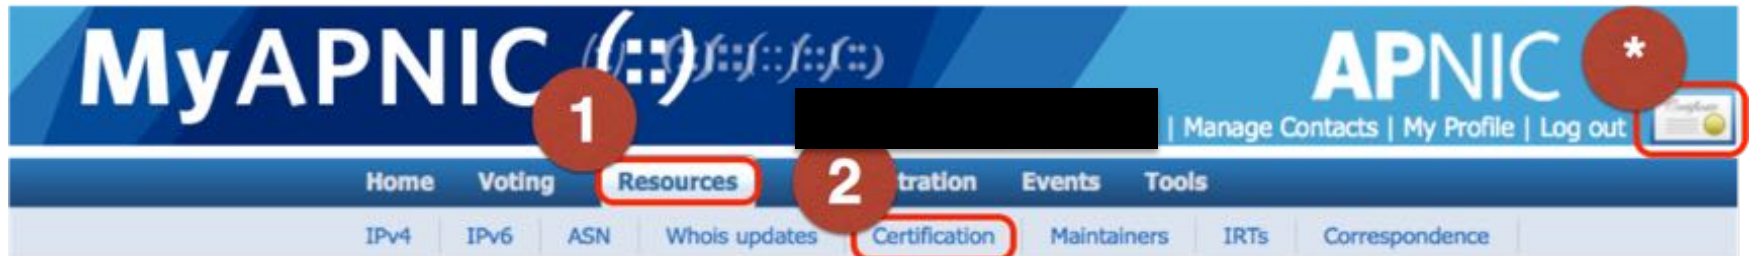 MyAPNIC (::)
APNIC
*
1
| Manage Contacts | My Profile | Log out
Certificate
2
Home Voting Resources tration Events Tools
IPv4 IPv6 ASN Whois updates Certification Maintainers IRTs Correspondence